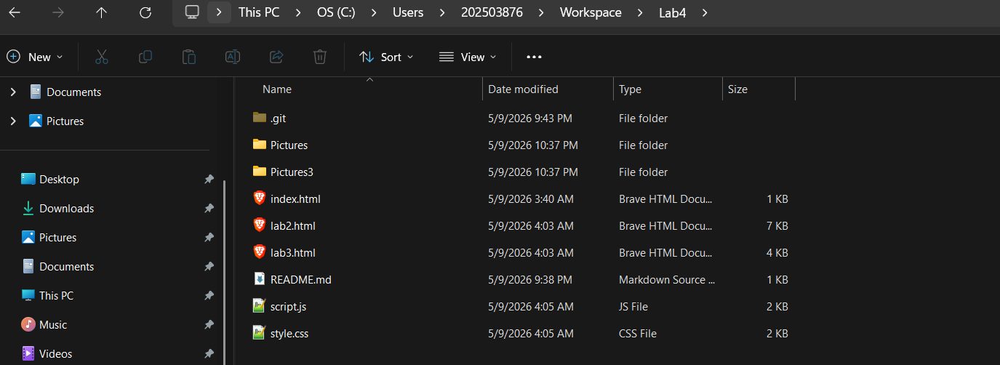 This PC > OS (C:) > Users > 202503876 > Workspace > Lab4 >
New Sort View
Documents
Pictures
Desktop
Downloads
Pictures
Documents
This PC
Music
Videos
Name Date modified Type Size
.git 5/9/2026 9:43 PM File folder
Pictures 5/9/2026 10:37 PM File folder
Pictures3 5/9/2026 10:37 PM File folder
index.html 5/9/2026 3:40 AM Brave HTML Docu... 1 KB
lab2.html 5/9/2026 4:03 AM Brave HTML Docu... 7 KB
lab3.html 5/9/2026 4:03 AM Brave HTML Docu... 4 KB
README.md 5/9/2026 9:38 PM Markdown Source ... 1 KB
script.js 5/9/2026 4:05 AM JS File 2 KB
style.css 5/9/2026 4:05 AM CSS File 2 KB